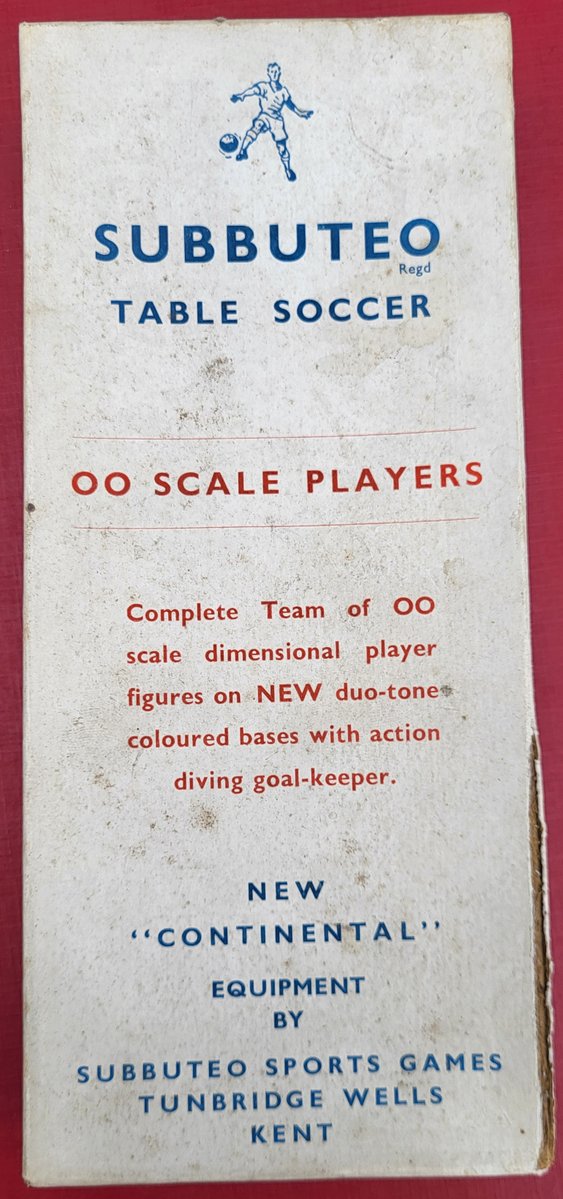 SUBBUTEO
Regd
TABLE SOCCER
OO SCALE PLAYERS
Complete Team of OO
scale dimensional player
figures on NEW duo-tone
coloured bases with action
diving goal-keeper.
NEW
“CONTINENTAL”
EQUIPMENT
BY
SUBBUTEO SPORTS GAMES
TUNBRIDGE WELLS
KENT